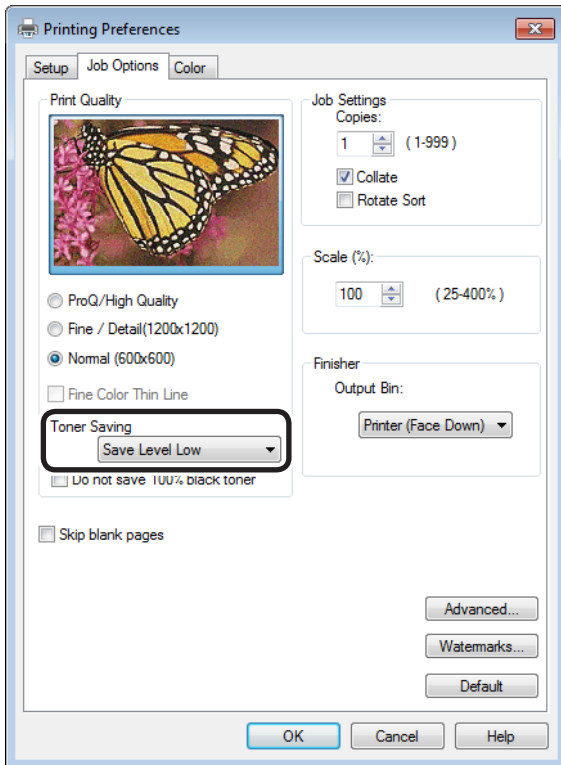 Printing Preferences
Setup Job Options Color
Print Quality
ProQ/High Quality
Fine / Detail(1200x1200)
Normal (600x600)
Fine Color Thin Line
Toner Saving
Save Level Low
Do not save 100% black toner
Skip blank pages
Job Settings
Copies:
1 ( 1-999 )
Collate
Rotate Sort
Scale (%):
100 ( 25-400% )
Finisher
Output Bin:
Printer (Face Down)
Advanced...
Watermarks...
Default
OK Cancel Help